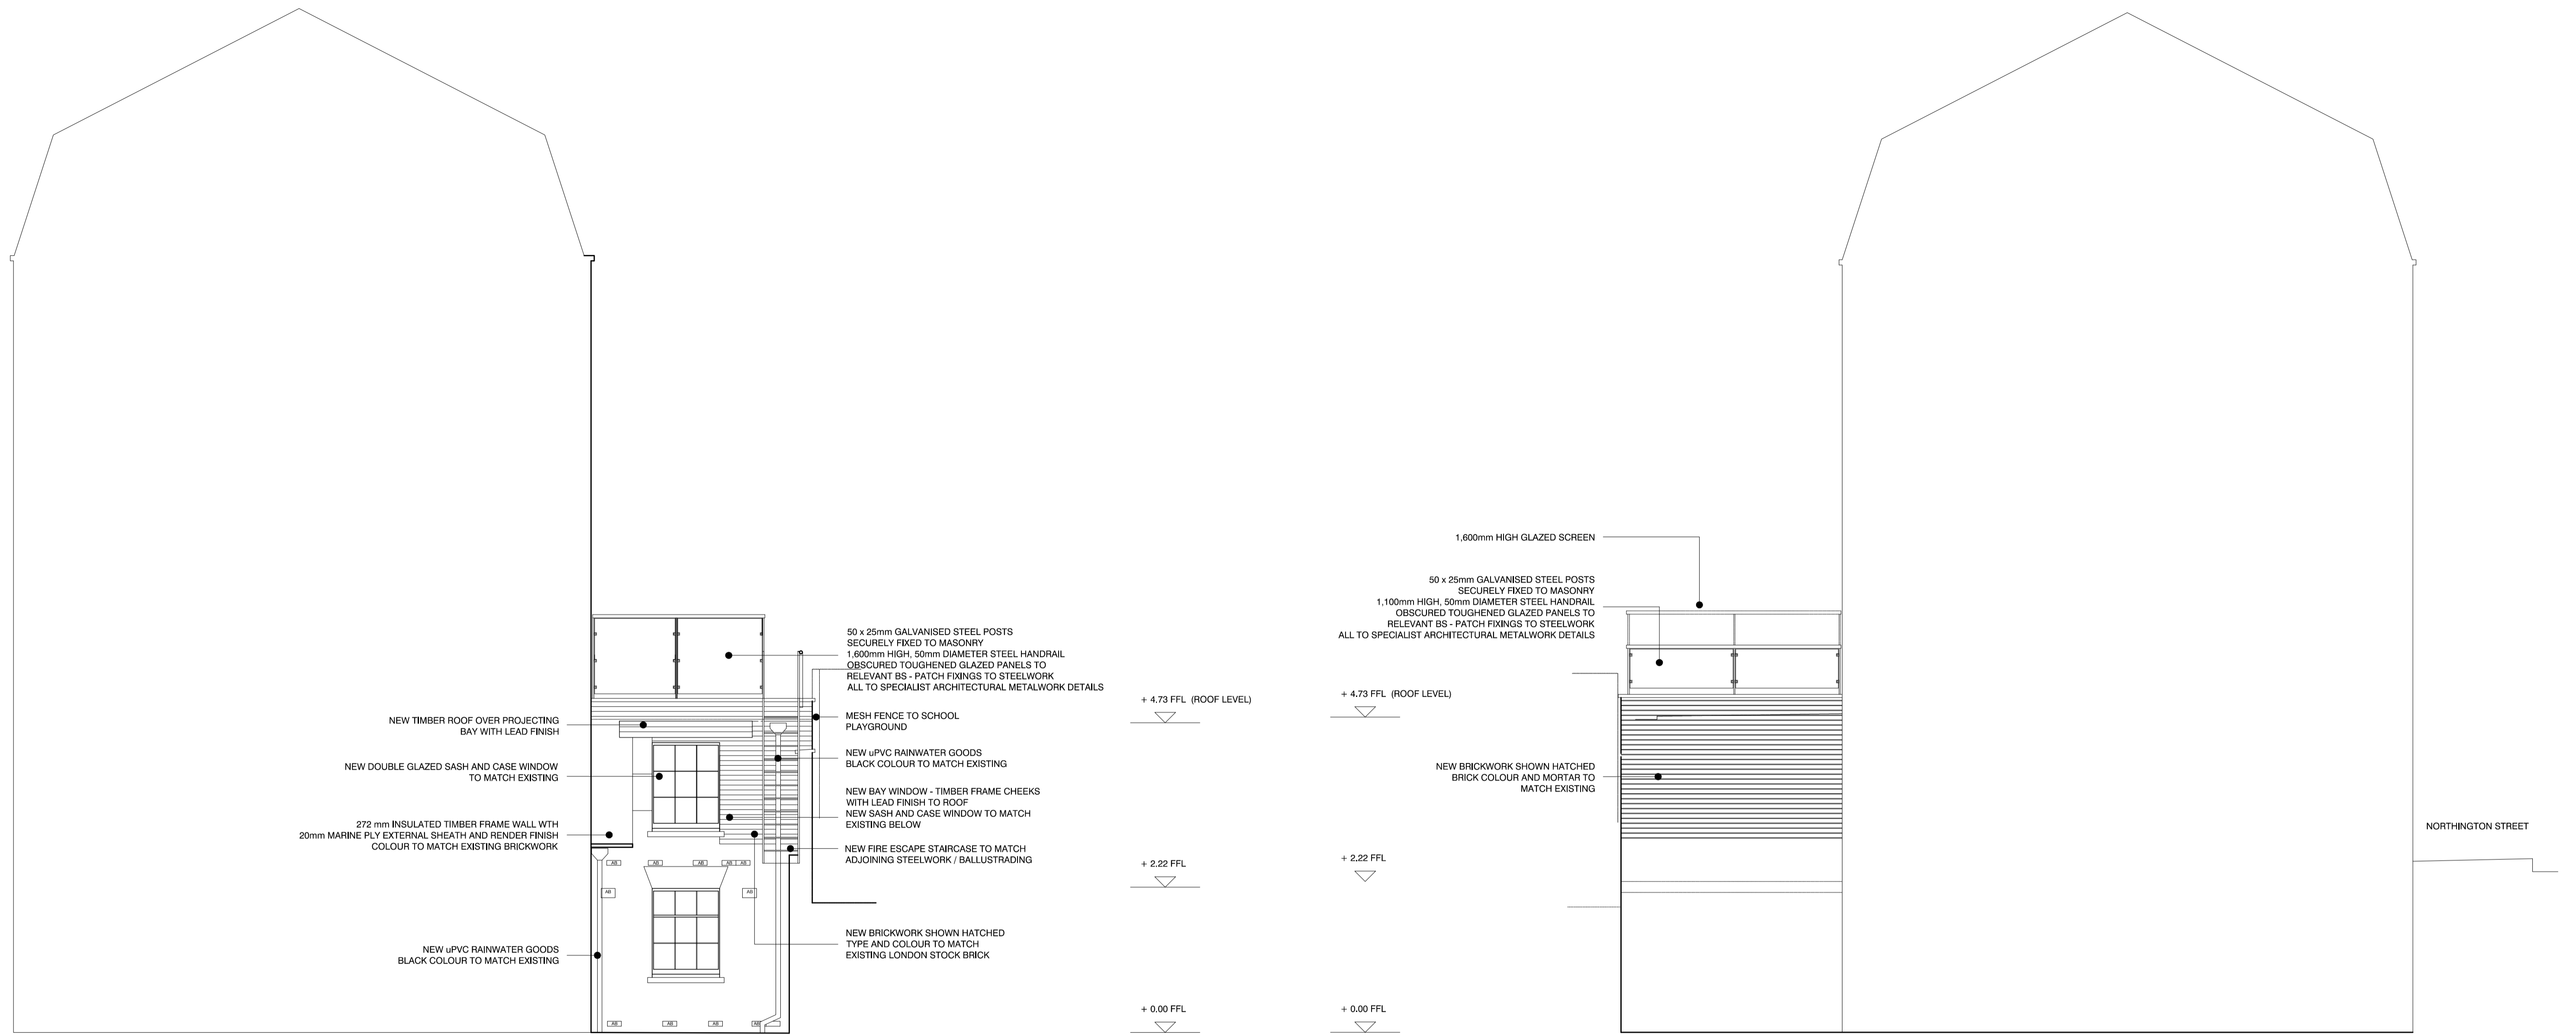 NEW TIMBER ROOF OVER PROJECTING
BAY WITH LEAD FINISH
NEW DOUBLE GLAZED SASH AND CASE WINDOW
TO MATCH EXISTING
272 mm INSULATED TIMBER FRAME WALL WTH
20mm MARINE PLY EXTERNAL SHEATH AND RENDER FINISH
COLOUR TO MATCH EXISTING BRICKWORK
NEW uPVC RAINWATER GOODS
BLACK COLOUR TO MATCH EXISTING
AB
AB
AB
AB
AB
AB
AB
AB
AB
AB
AB
50 x 25mm GALVANISED STEEL POSTS
SECURELY FIXED TO MASONRY
1,600mm HIGH, 50mm DIAMETER STEEL HANDRAIL
OBSCURED TOUGHENED GLAZED PANELS TO
RELEVANT BS - PATCH FIXINGS TO STEELWORK
ALL TO SPECIALIST ARCHITECTURAL METALWORK DETAILS
MESH FENCE TO SCHOOL
PLAYGROUND
NEW uPVC RAINWATER GOODS
BLACK COLOUR TO MATCH EXISTING
NEW BAY WINDOW - TIMBER FRAME CHEEKS
WITH LEAD FINISH TO ROOF
NEW SASH AND CASE WINDOW TO MATCH
EXISTING BELOW
NEW FIRE ESCAPE STAIRCASE TO MATCH
ADJOINING STEELWORK / BALLUSTRADING
NEW BRICKWORK SHOWN HATCHED
TYPE AND COLOUR TO MATCH
EXISTING LONDON STOCK BRICK
+ 4.73 FFL (ROOF LEVEL)
+ 2.22 FFL
+ 0.00 FFL
+ 4.73 FFL (ROOF LEVEL)
+ 2.22 FFL
+ 0.00 FFL
1,600mm HIGH GLAZED SCREEN
50 x 25mm GALVANISED STEEL POSTS
SECURELY FIXED TO MASONRY
1,100mm HIGH, 50mm DIAMETER STEEL HANDRAIL
OBSCURED TOUGHENED GLAZED PANELS TO
RELEVANT BS - PATCH FIXINGS TO STEELWORK
ALL TO SPECIALIST ARCHITECTURAL METALWORK DETAILS
NEW BRICKWORK SHOWN HATCHED
BRICK COLOUR AND MORTAR TO
MATCH EXISTING
NORTHINGTON STREET